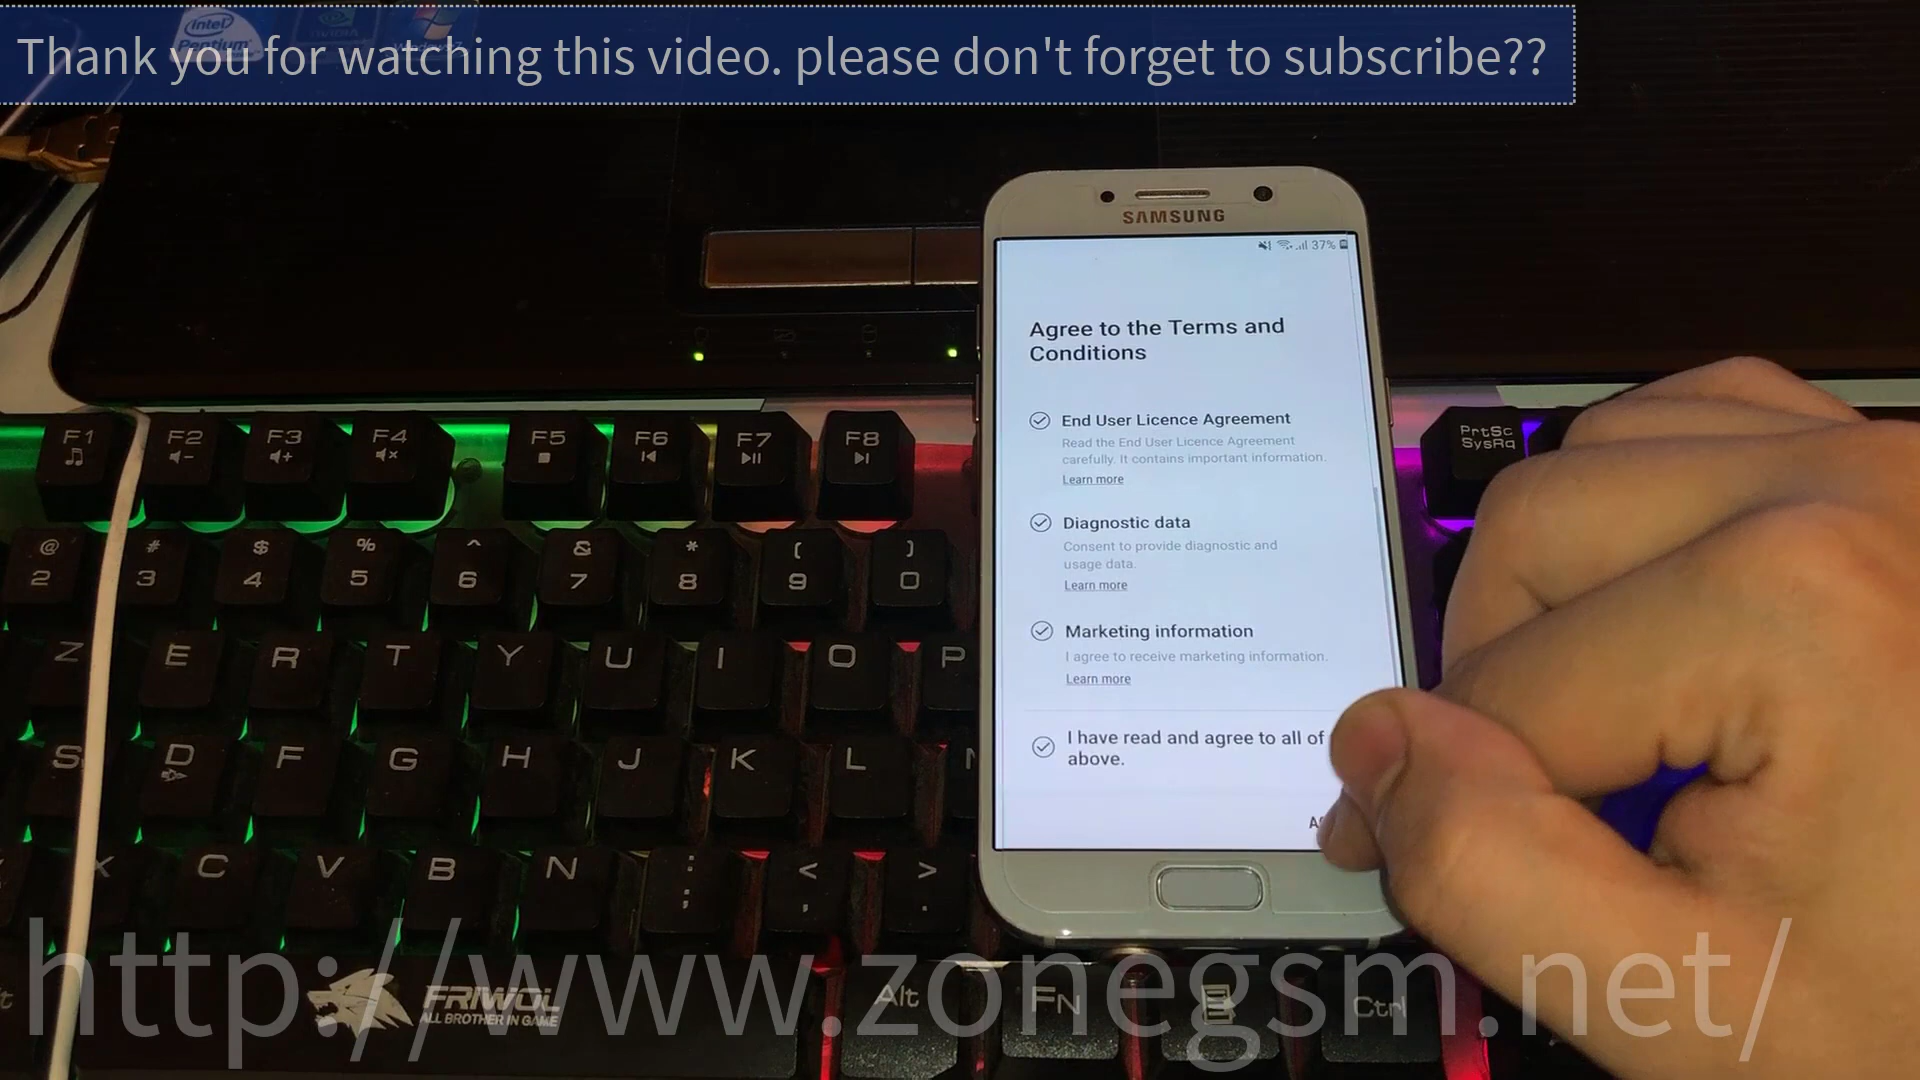 Thank you for watching this video. please don't forget to subscribe??
intel
Pentium
NVIDIA
SAMSUNG
37%
Agree to the Terms and
Conditions
End User Licence Agreement
Read the End User Licence Agreement
carefully. It contains important information.
Learn more
Diagnostic data
Consent to provide diagnostic and
usage data.
Learn more
Marketing information
I agree to receive marketing information.
Learn more
I have read and agree to all of
above.
F1 F2 F3 F4 F5 F6 F7 F8
PrtSc
SysRq
@ # $ % ^ & * ( )
2 3 4 5 6 7 8 9 0
Z E R T Y U I O P
S D F G H J K L
X C V B N ; < >
, .
FRIWOL
ALL BROTHER IN GAME
Alt FN Ctrl
http://www.zonegsm.net/